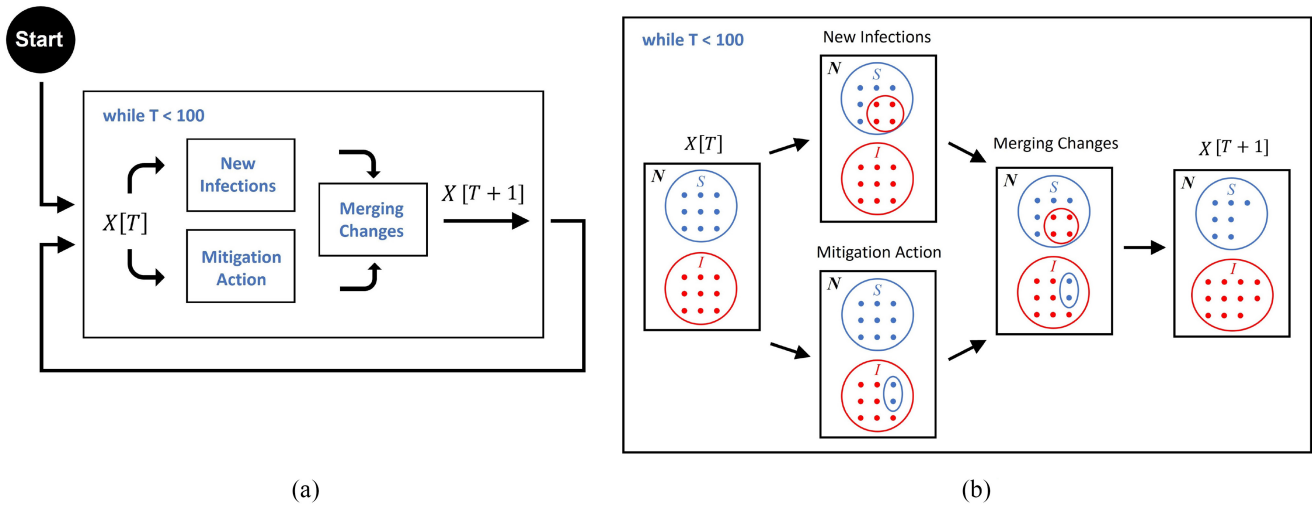 Start
while T < 100
New
Infections
X[T]
Mitigation
Action
Merging
Changes
X [T + 1]
(a)
while T < 100
New Infections
N
S
I
X[T]
N
S
I
Mitigation Action
N
S
I
Merging Changes
N
S
I
X [T + 1]
N
S
I
(b)